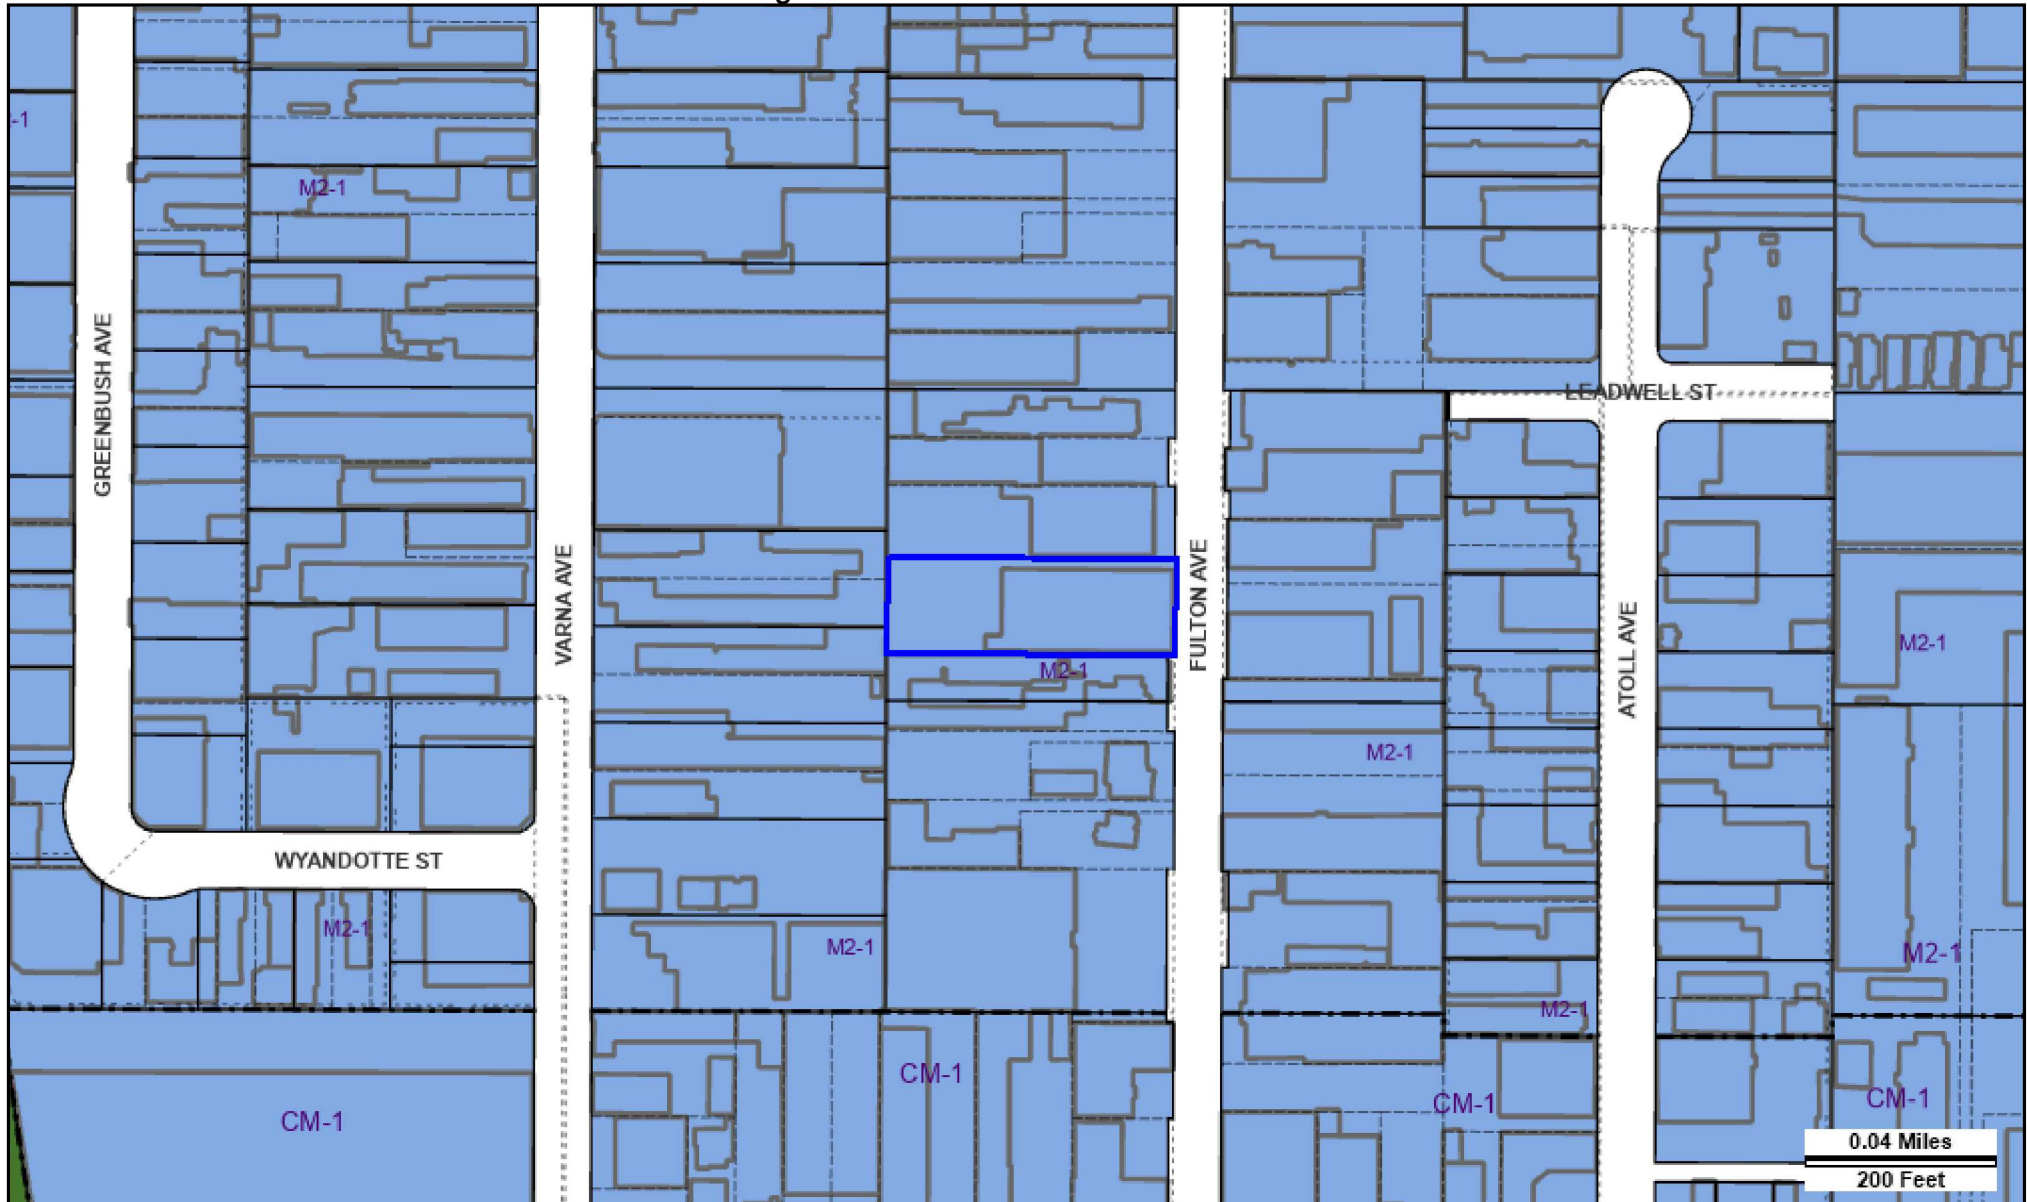 -1
M2-1
GREENBUSH AVE
LEADWELL ST
VARNA AVE
FULTON AVE
ATOLL AVE
M2-1
M2-1
M2-1
WYANDOTTE ST
M2-1
M2-1
M2-1
M2-1
CM-1
CM-1
CM-1
CM-1
0.04 Miles
200 Feet